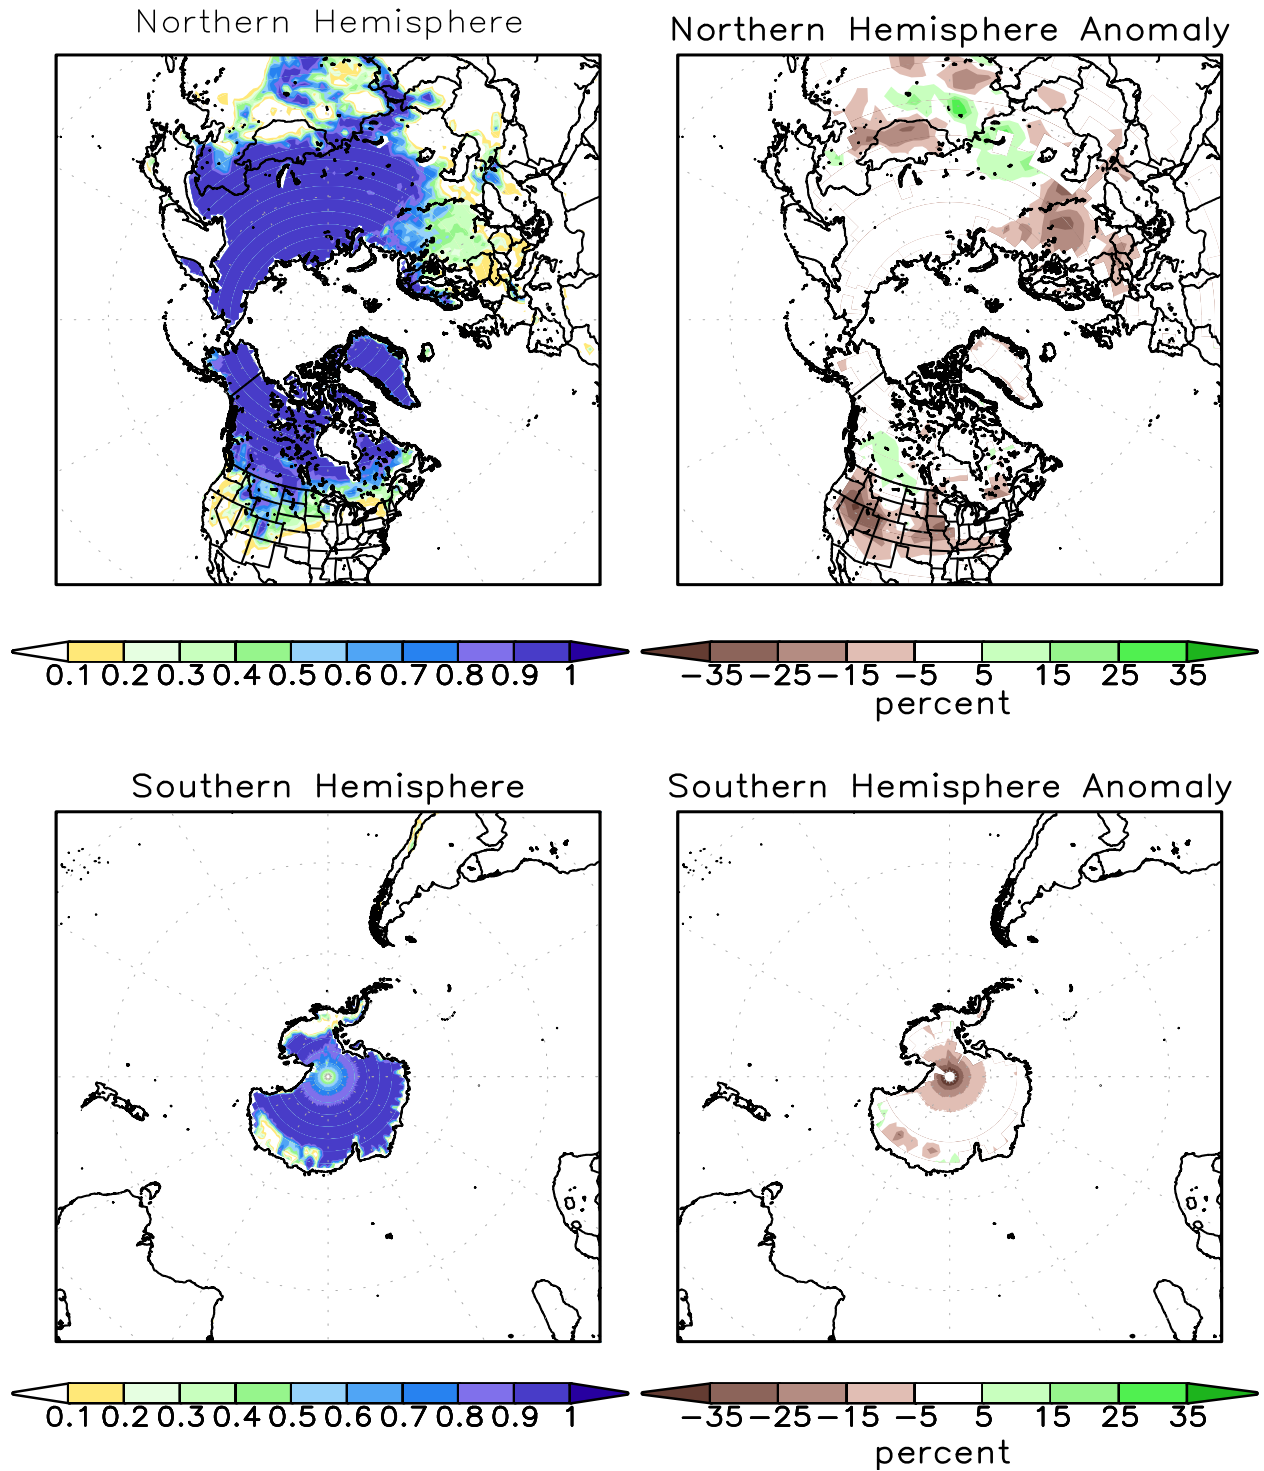 Northern Hemisphere
Northern Hemisphere Anomaly
0.1 0.2 0.3 0.4 0.5 0.6 0.7 0.8 0.9 1
-35 -25 -15 -5 5 15 25 35
percent
Southern Hemisphere
Southern Hemisphere Anomaly
0.1 0.2 0.3 0.4 0.5 0.6 0.7 0.8 0.9 1
-35 -25 -15 -5 5 15 25 35
percent